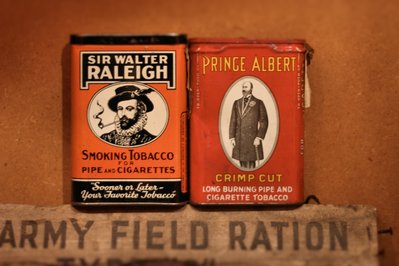 SIR WALTER
RALEIGH
SMOKING TOBACCO
FOR
PIPE AND CIGARETTES
Sooner or Later-
Your Favorite Tobacco
PRINCE ALBERT
CRIMP CUT
LONG BURNING PIPE AND
CIGARETTE TOBACCO
ARMY FIELD RATION